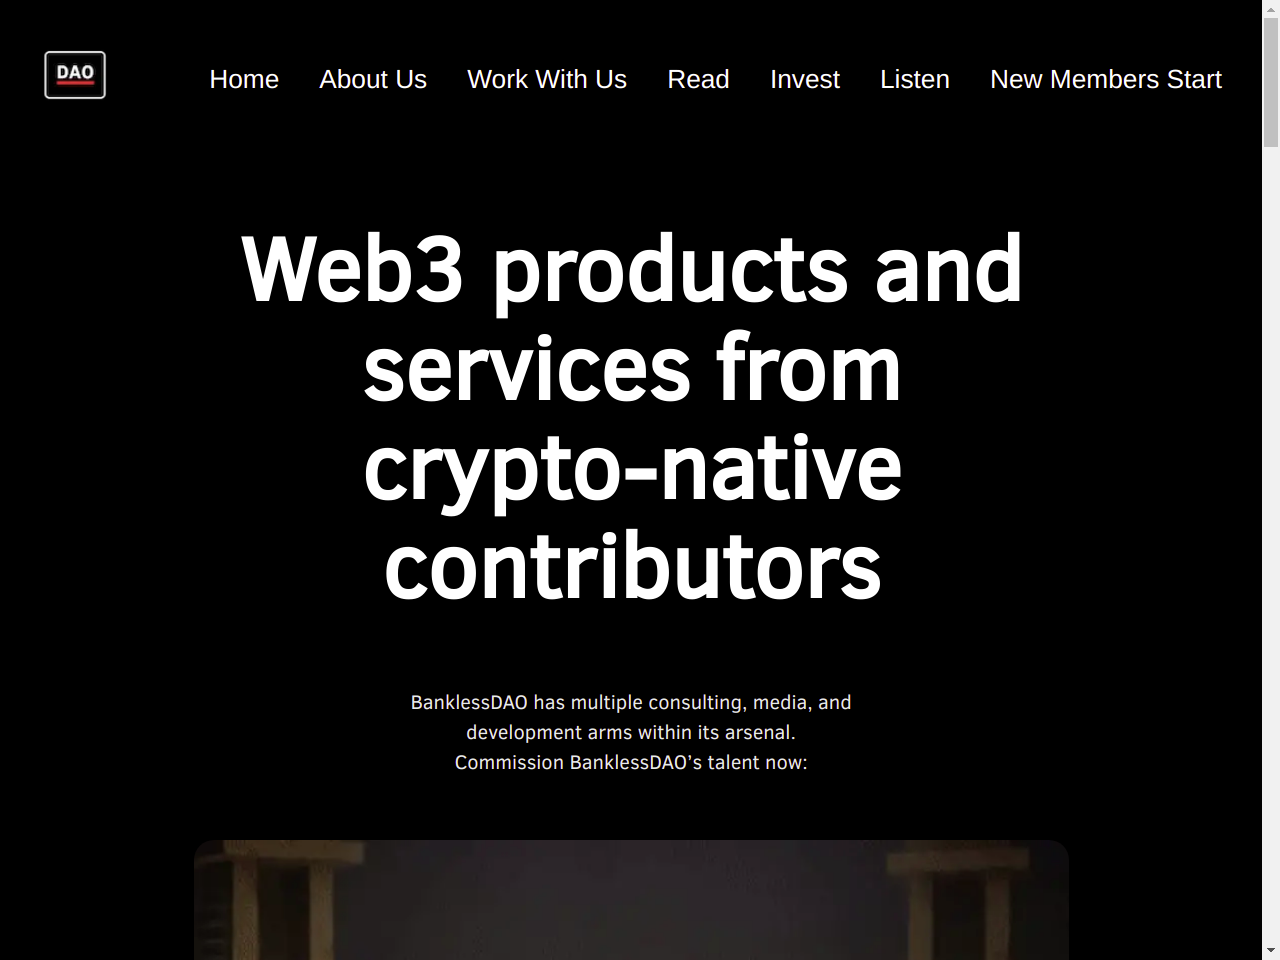 DAO
Home About Us Work With Us Read Invest Listen New Members Start
Web3 products and
services from
crypto-native
contributors
BanklessDAO has multiple consulting, media, and
development arms within its arsenal.
Commission BanklessDAO’s talent now: